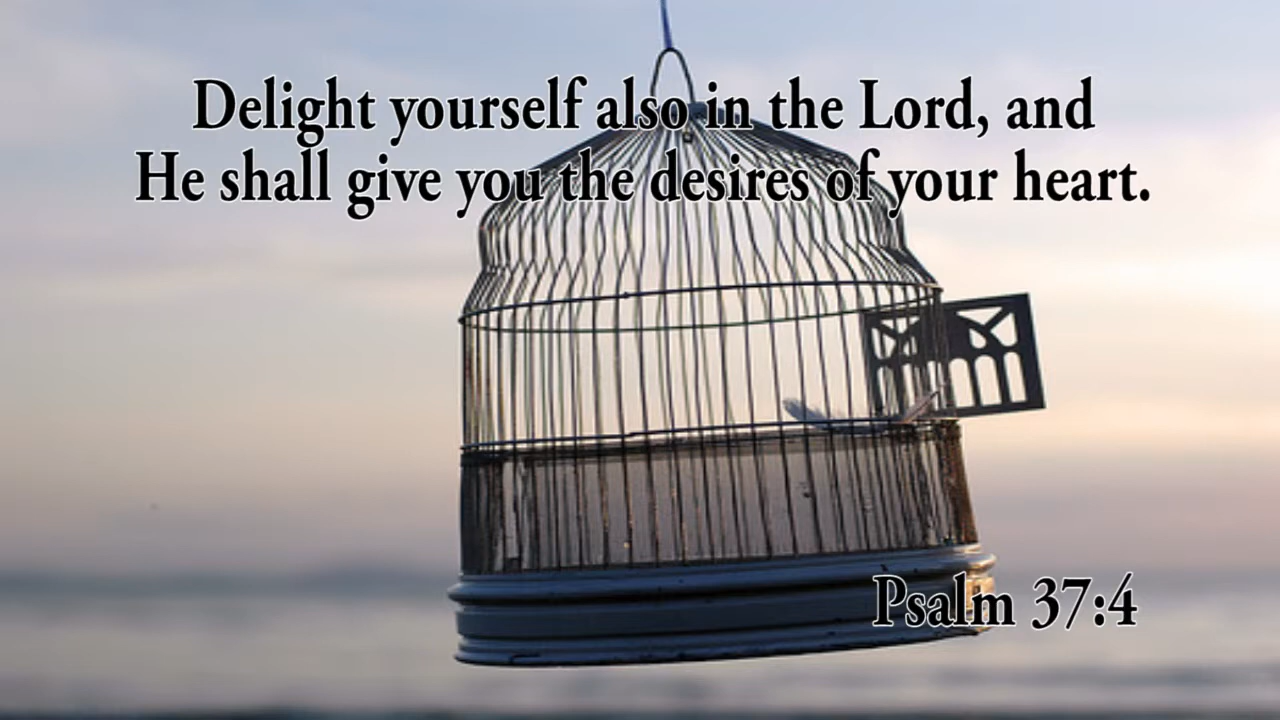 Delight yourself also in the Lord, and
He shall give you the desires of your heart.
Psalm 37:4